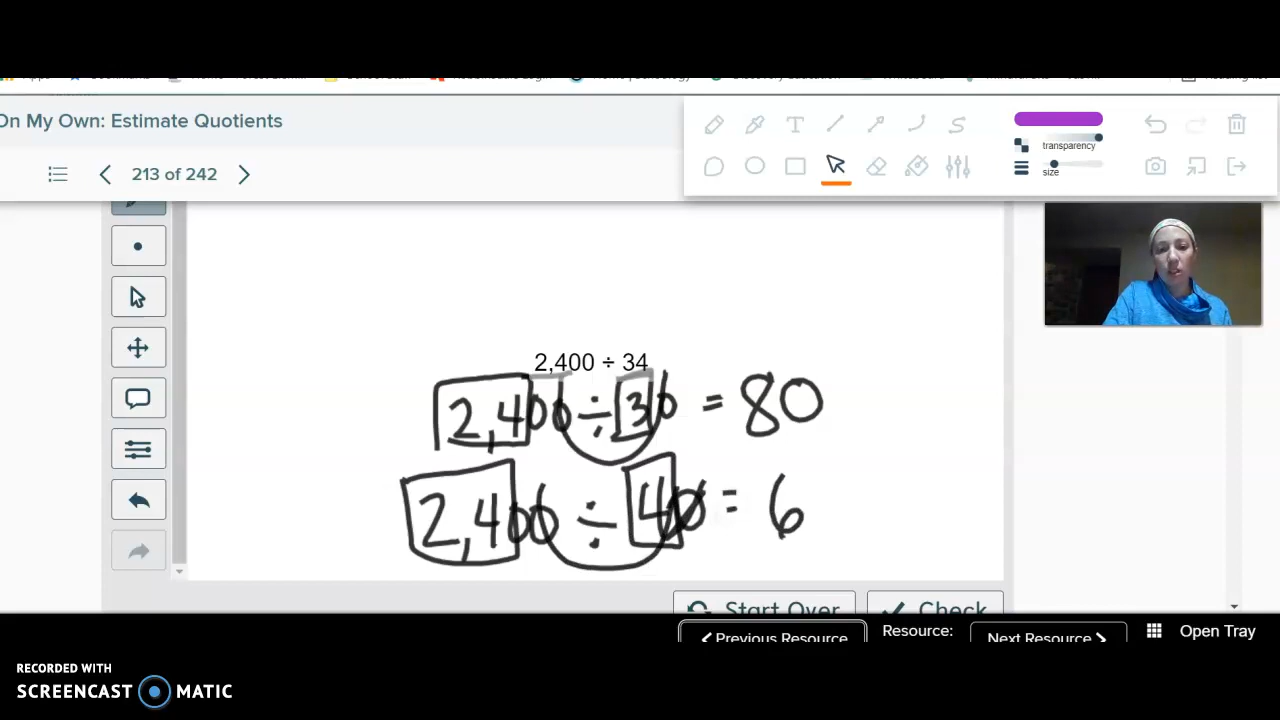 On My Own: Estimate Quotients
213 of 242
T
transparency
size
2,400 ÷ 34
2,400 ÷ 30 = 80
2,400 ÷ 40 = 6
Start Over
Check
Previous Resource
Resource:
Next Resource
Open Tray
RECORDED WITH
SCREENCAST MATIC